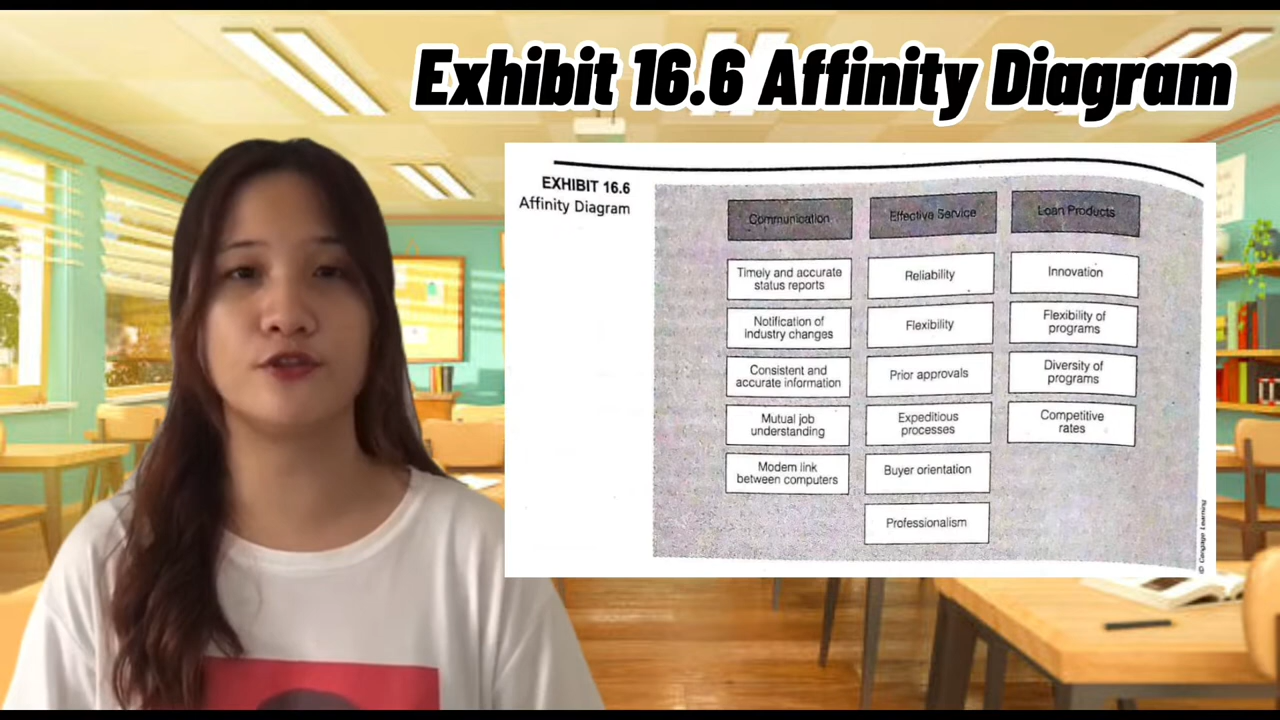 Exhibit 16.6 Affinity Diagram
EXHIBIT 16.6
Affinity Diagram
Communication
Timely and accurate
status reports
Notification of
industry changes
Consistent and
accurate information
Mutual job
understanding
Modem link
between computers
Effective Service
Reliability
Flexibility
Prior approvals
Expeditious
processes
Buyer orientation
Professionalism
Loan Products
Innovation
Flexibility of
programs
Diversity of
programs
Competitive
rates
© Cengage Learning